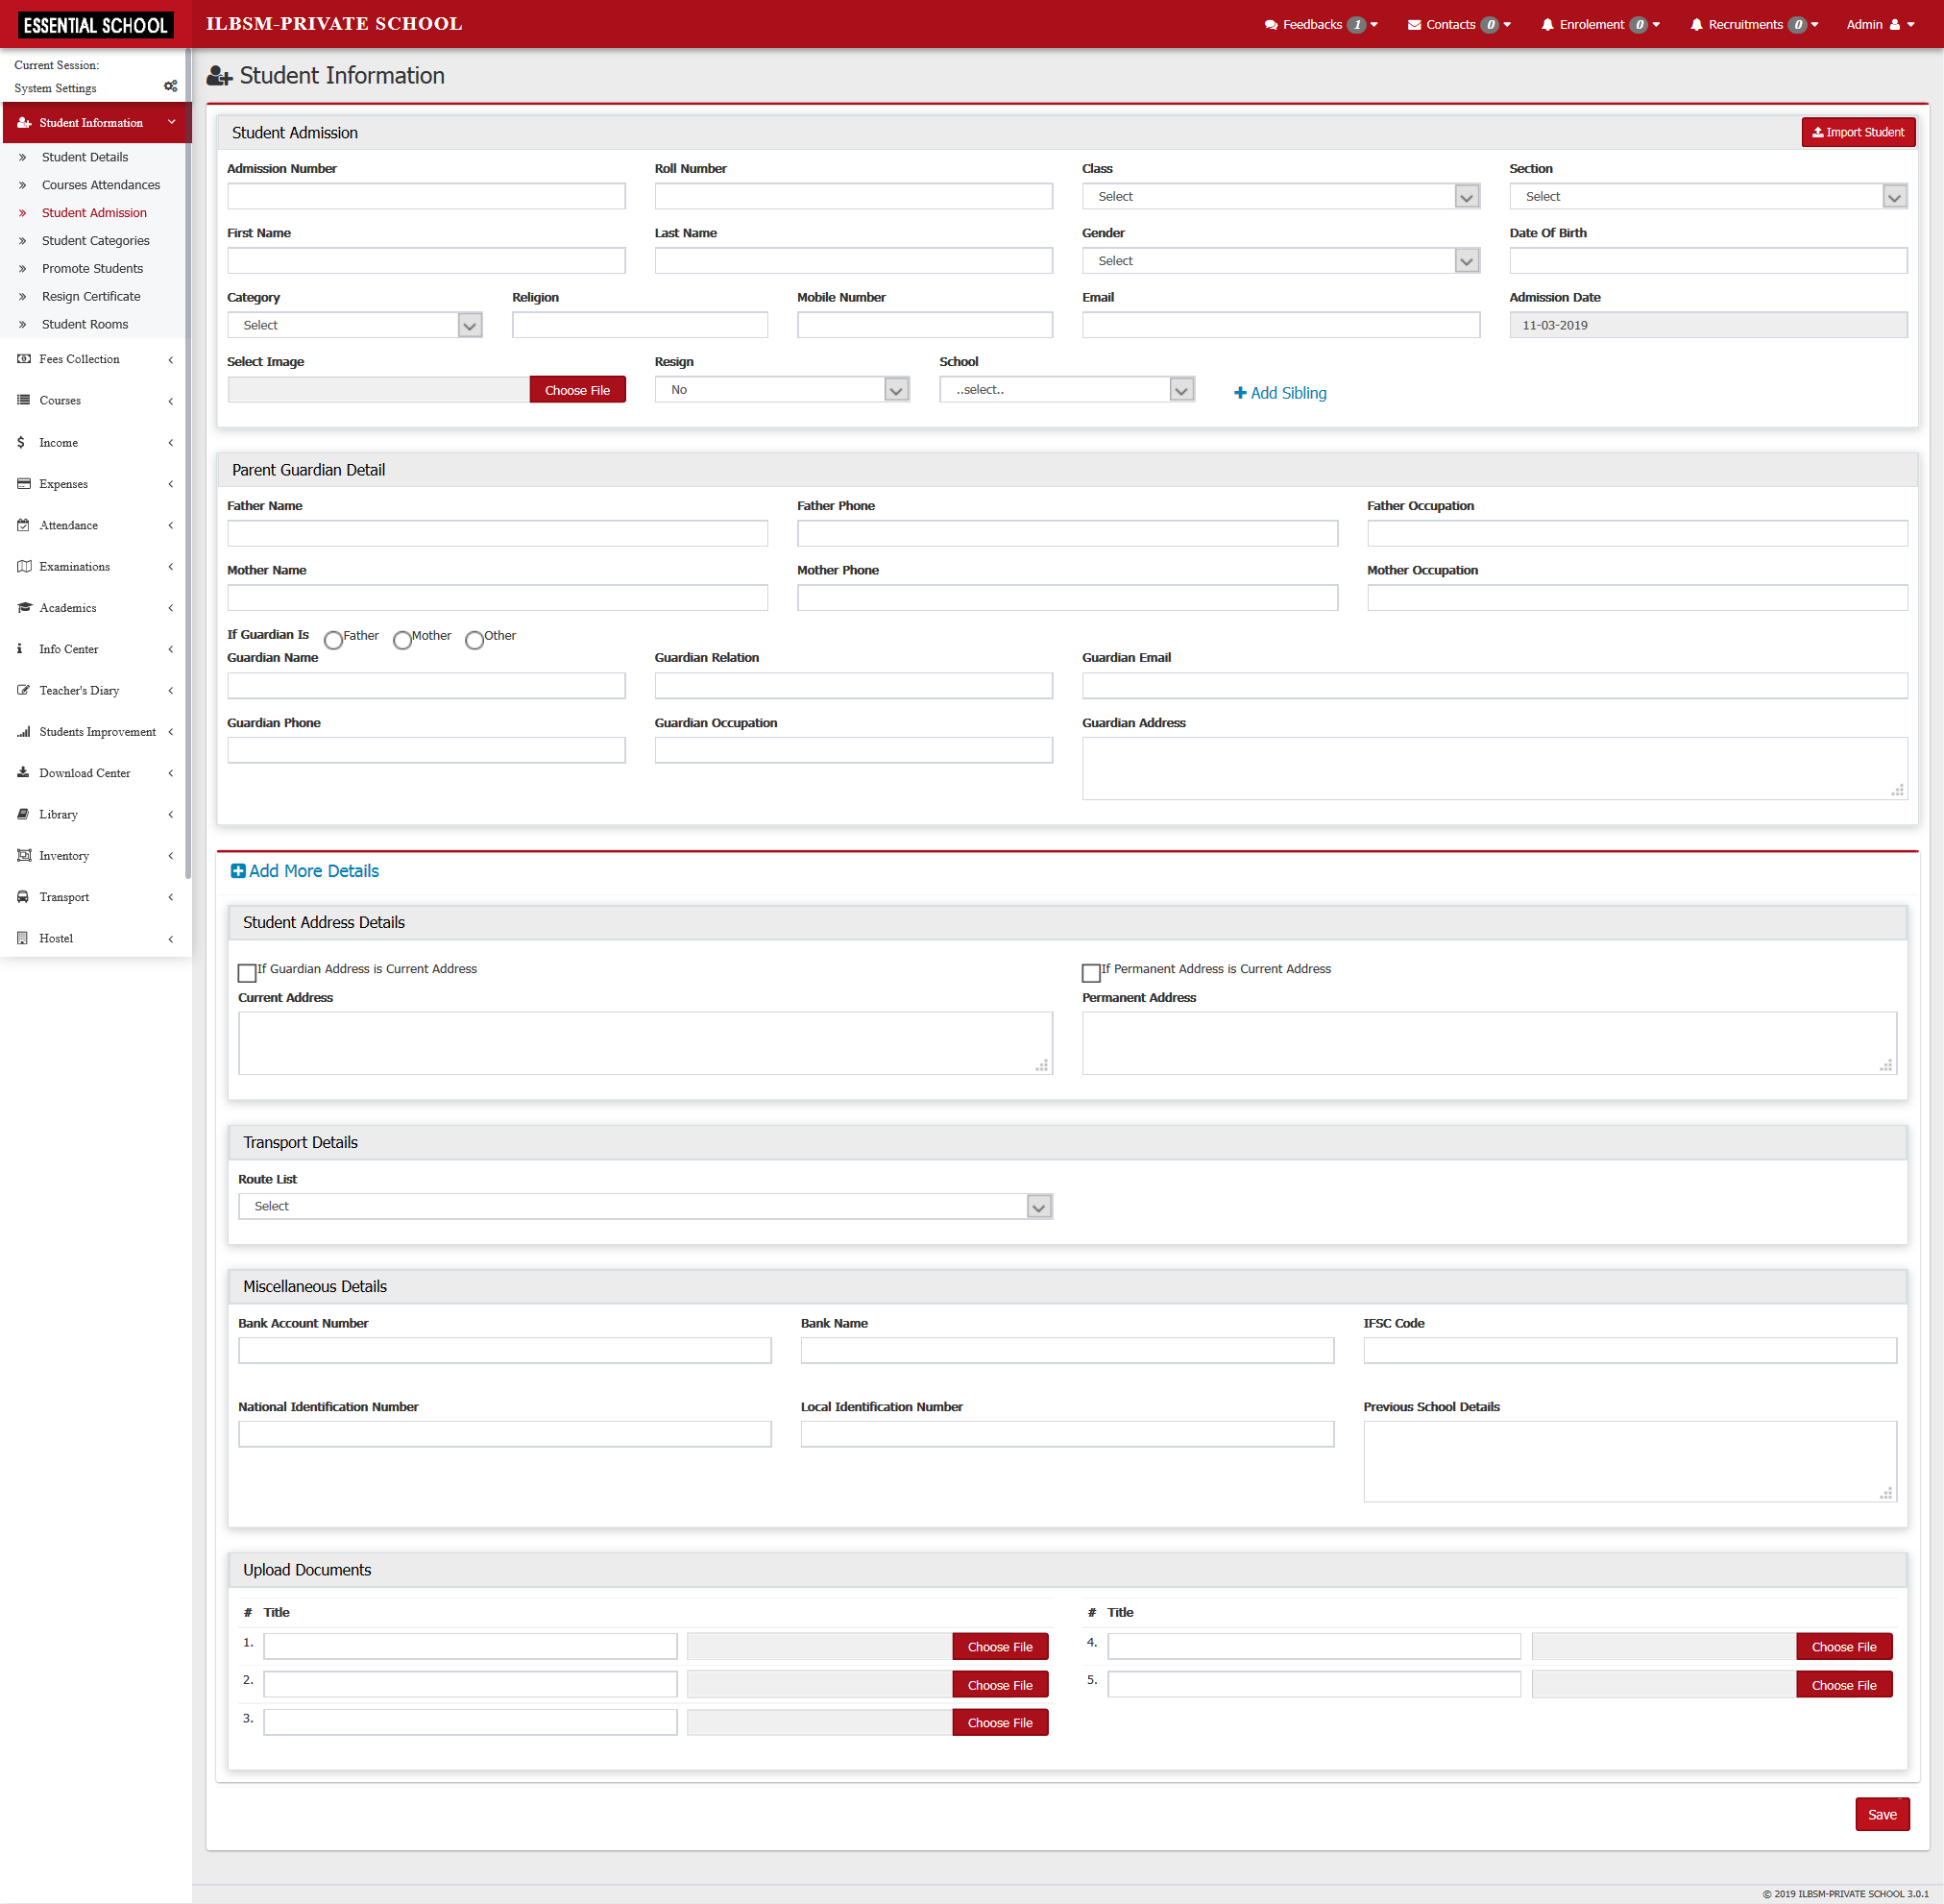 ESSENTIAL SCHOOL
ILBSM-PRIVATE SCHOOL
Feedbacks 1
Contacts 0
Enrolement 0
Recruitments 0
Admin
Current Session:
System Settings
Student Information
Student Details
Courses Attendances
Student Admission
Student Categories
Promote Students
Resign Certificate
Student Rooms
Fees Collection
Courses
Income
Expenses
Attendance
Examinations
Academics
Info Center
Teacher's Diary
Students Improvement
Download Center
Library
Inventory
Transport
Hostel
Student Information
Student Admission
Import Student
Admission Number Roll Number Class Section
Select Select
First Name Last Name Gender Date Of Birth
Select
Category Religion Mobile Number Email Admission Date
Select 11-03-2019
Select Image Resign School
Choose File No ..select.. Add Sibling
Parent Guardian Detail
Father Name Father Phone Father Occupation
Mother Name Mother Phone Mother Occupation
If Guardian Is Father Mother Other
Guardian Name Guardian Relation Guardian Email
Guardian Phone Guardian Occupation Guardian Address
Add More Details
Student Address Details
If Guardian Address is Current Address If Permanent Address is Current Address
Current Address Permanent Address
Transport Details
Route List
Select
Miscellaneous Details
Bank Account Number Bank Name IFSC Code
National Identification Number Local Identification Number Previous School Details
Upload Documents
# Title # Title
1. Choose File 4. Choose File
2. Choose File 5. Choose File
3. Choose File
Save
© 2019 ILBSM-PRIVATE SCHOOL 3.0.1